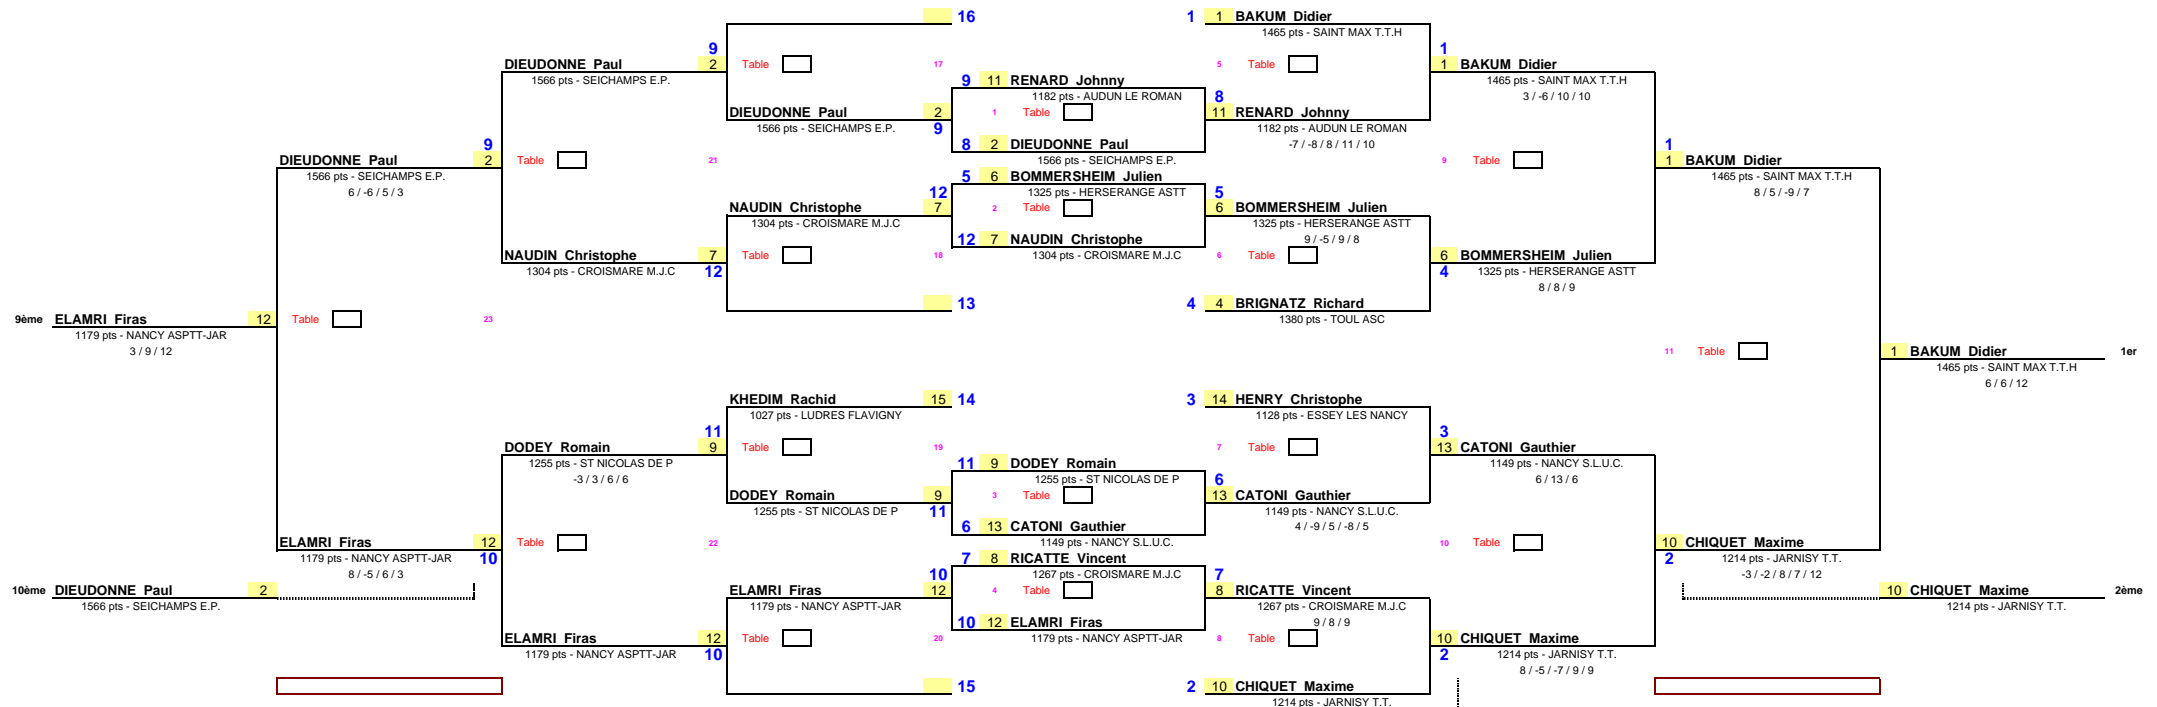 16 1 1 BAKUM Didier
1465 pts - SAINT MAX T.T.H
9 1
DIEUDONNE Paul 2 Table 17 5 Table 1 BAKUM Didier
1566 pts - SEICHAMPS E.P. 9 11 RENARD Johnny 1465 pts - SAINT MAX T.T.H
1182 pts - AUDUN LE ROMAN 8 3 / -6 / 10 / 10
DIEUDONNE Paul 2 1 Table 11 RENARD Johnny
1566 pts - SEICHAMPS E.P. 9 1182 pts - AUDUN LE ROMAN
9 8 2 DIEUDONNE Paul -7 / -8 / 8 / 11 / 10 1
DIEUDONNE Paul 2 Table 21 1566 pts - SEICHAMPS E.P. 9 Table 1 BAKUM Didier
1566 pts - SEICHAMPS E.P. 5 6 BOMMERSHEIM Julien 1465 pts - SAINT MAX T.T.H
6 / -6 / 5 / 3 12 1325 pts - HERSERANGE ASTT 5 8 / 5 / -9 / 7
NAUDIN Christophe 7 2 Table 6 BOMMERSHEIM Julien
1304 pts - CROISMARE M.J.C 1325 pts - HERSERANGE ASTT
12 7 NAUDIN Christophe 9 / -5 / 9 / 8
NAUDIN Christophe 7 Table 18 1304 pts - CROISMARE M.J.C 6 Table 6 BOMMERSHEIM Julien
1304 pts - CROISMARE M.J.C 12 4 1325 pts - HERSERANGE ASTT
8 / 8 / 9
13 4 4 BRIGNATZ Richard
9ème ELAMRI Firas 12 Table 23 1380 pts - TOUL ASC
1179 pts - NANCY ASPTT-JAR
3 / 9 / 12 11 Table 1 BAKUM Didier 1er
1465 pts - SAINT MAX T.T.H
6 / 6 / 12
KHEDIM Rachid 15 14 3 14 HENRY Christophe
1027 pts - LUDRES FLAVIGNY 1128 pts - ESSEY LES NANCY
11 3
DODEY Romain 9 Table 19 7 Table 13 CATONI Gauthier
1255 pts - ST NICOLAS DE P 11 9 DODEY Romain 1149 pts - NANCY S.L.U.C.
-3 / 3 / 6 / 6 1255 pts - ST NICOLAS DE P 6 6 / 13 / 6
DODEY Romain 9 3 Table 13 CATONI Gauthier
1255 pts - ST NICOLAS DE P 11 1149 pts - NANCY S.L.U.C.
6 13 CATONI Gauthier 4 / -9 / 5 / -8 / 5
ELAMRI Firas 12 Table 22 1149 pts - NANCY S.L.U.C. 10 Table 10 CHIQUET Maxime
1179 pts - NANCY ASPTT-JAR 10 7 8 RICATTE Vincent 2 1214 pts - JARNISY T.T.
8 / -5 / 6 / 3 10 1267 pts - CROISMARE M.J.C 7 -3 / -2 / 8 / 7 / 12
10ème DIEUDONNE Paul 2 ELAMRI Firas 12 4 Table 8 RICATTE Vincent 10 CHIQUET Maxime 2ème
1566 pts - SEICHAMPS E.P. 1179 pts - NANCY ASPTT-JAR 1267 pts - CROISMARE M.J.C 1214 pts - JARNISY T.T.
10 12 ELAMRI Firas 9 / 8 / 9
ELAMRI Firas 12 Table 20 1179 pts - NANCY ASPTT-JAR 8 Table 10 CHIQUET Maxime
1179 pts - NANCY ASPTT-JAR 10 2 1214 pts - JARNISY T.T.
8 / -5 / -7 / 9 / 9
15 2 10 CHIQUET Maxime
1214 pts - JARNISY T.T.